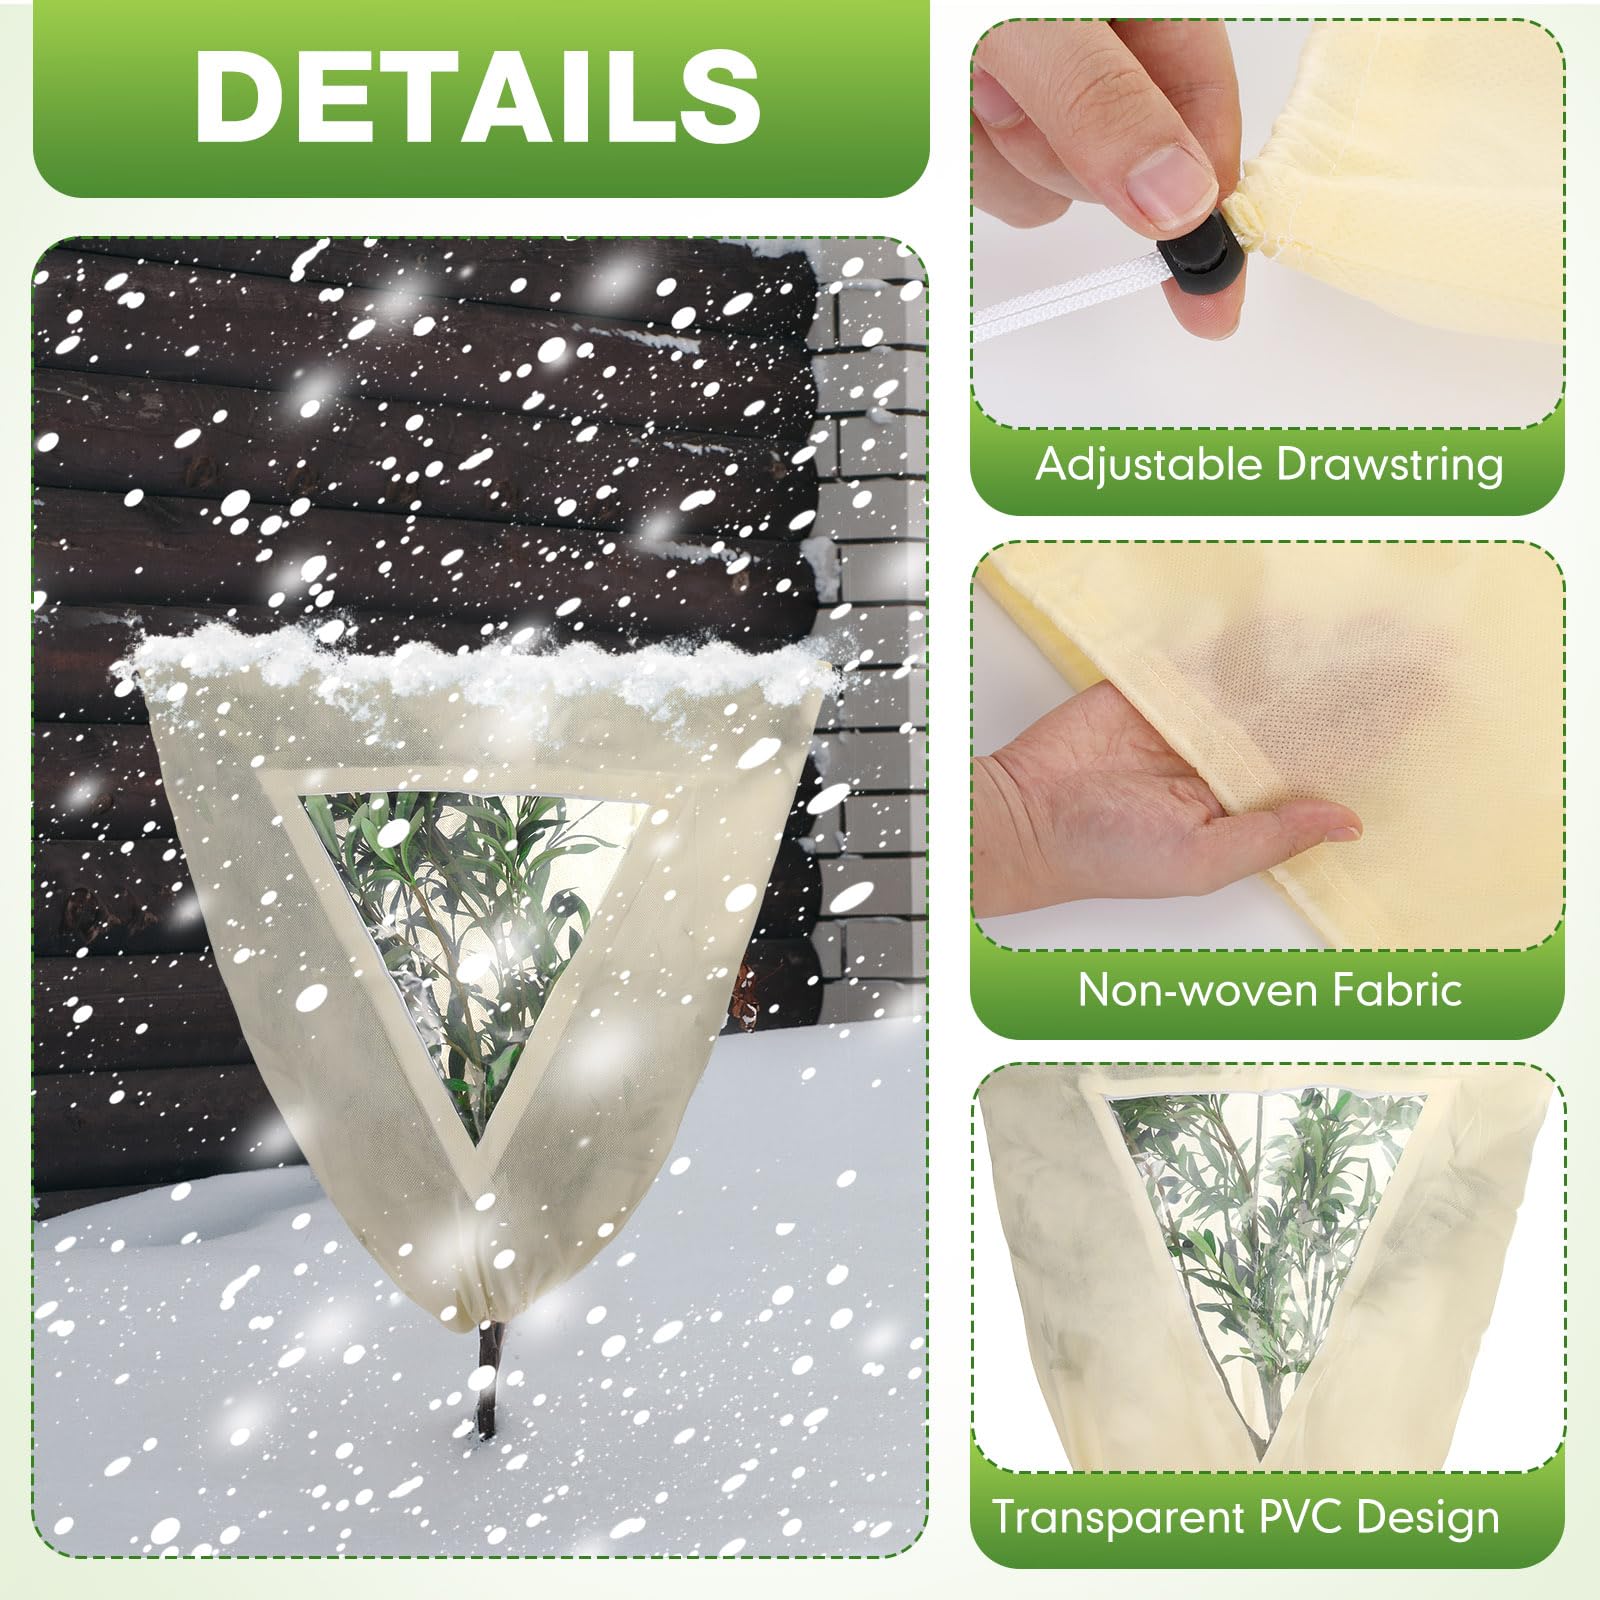 DETAILS
Adjustable Drawstring
Non-woven Fabric
Transparent PVC Design